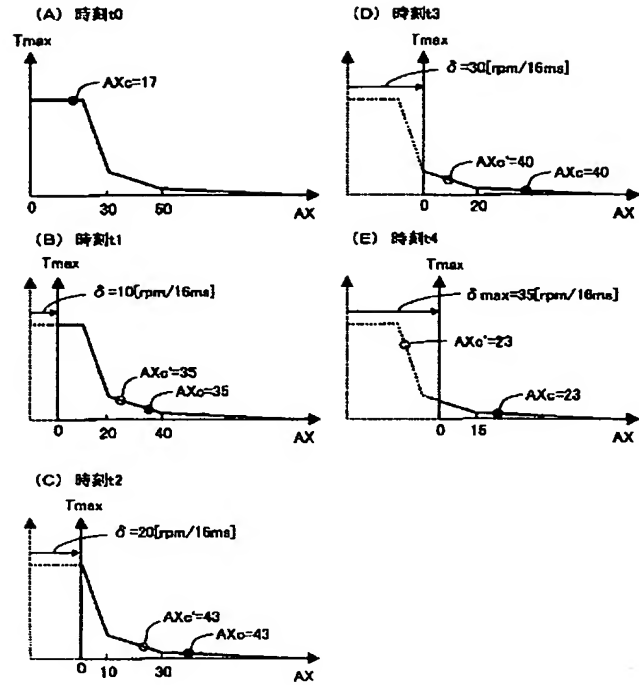 (A) 時刻t0
Tmax
AXc=17
0
30
60
AX
(B) 時刻t1
Tmax
δ=10[rpm/16ms]
AXc'=35
AXc=35
0
20
40
AX
(C) 時刻t2
Tmax
δ=20[rpm/16ms]
AXc'=43
AXc=43
0
10
30
AX
(D) 時刻t3
Tmax
δ=30[rpm/16ms]
AXc'=40
AXc=40
0
20
AX
(E) 時刻t4
Tmax
δmax=35[rpm/16ms]
AXc'=23
AXc=23
0
15
AX